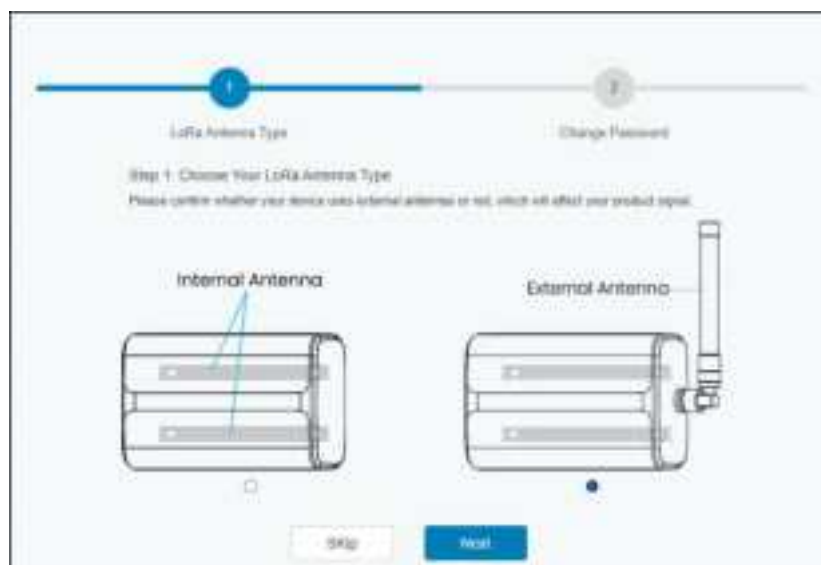 1
2
LoRa Antenna Type
Change Password
Step 1: Choose Your LoRa Antenna Type
Please confirm whether your device uses external antennas or not, which will affect your product signal.
Internal Antenna
External Antenna
Skip
Next